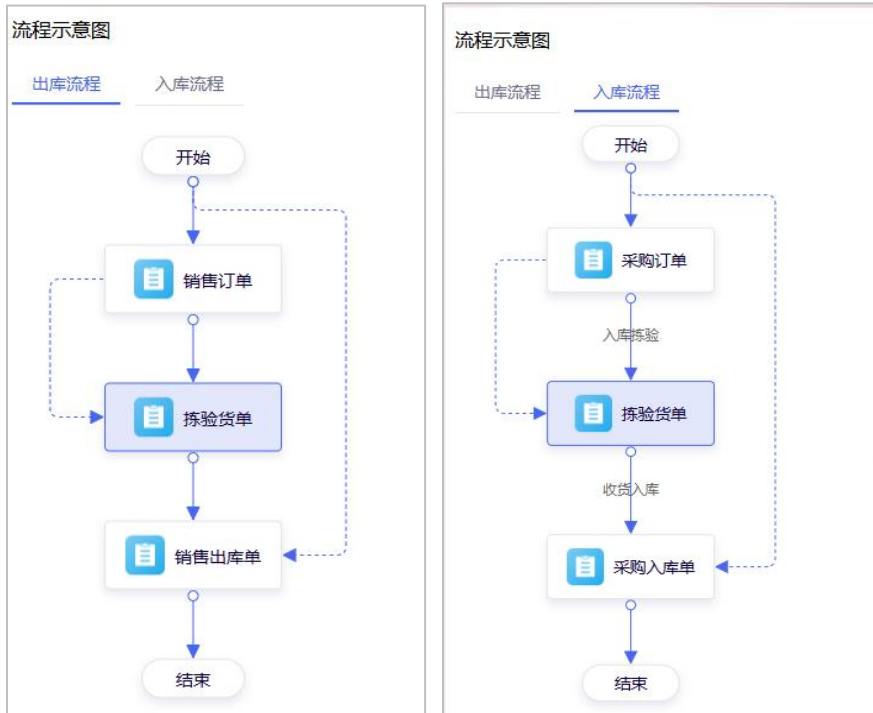 流程示意图
出库流程 入库流程
开始
销售订单
拣验货单
销售出库单
结束
流程示意图
出库流程 入库流程
开始
采购订单
入库拣验
拣验货单
收货入库
采购入库单
结束